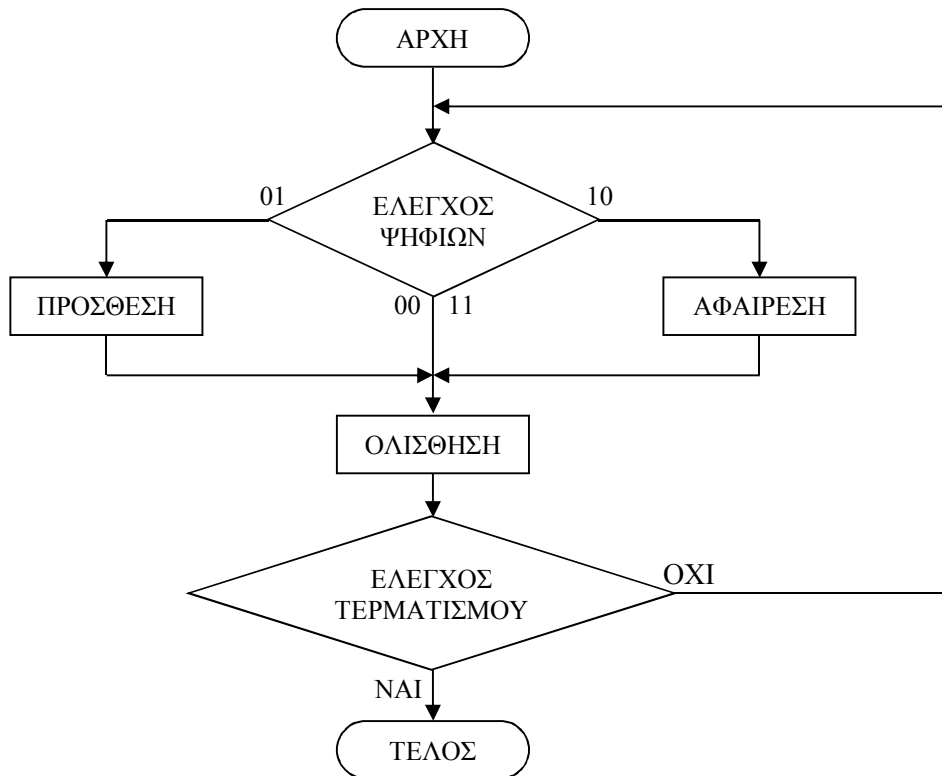 ΑΡΧΗ
01
ΕΛΕΓΧΟΣ
ΨΗΦΙΩΝ
10
ΠΡΟΣΘΕΣΗ
00
11
ΑΦΑΙΡΕΣΗ
ΟΛΙΣΘΗΣΗ
ΕΛΕΓΧΟΣ
ΤΕΡΜΑΤΙΣΜΟΥ
ΟΧΙ
ΝΑΙ
ΤΕΛΟΣ